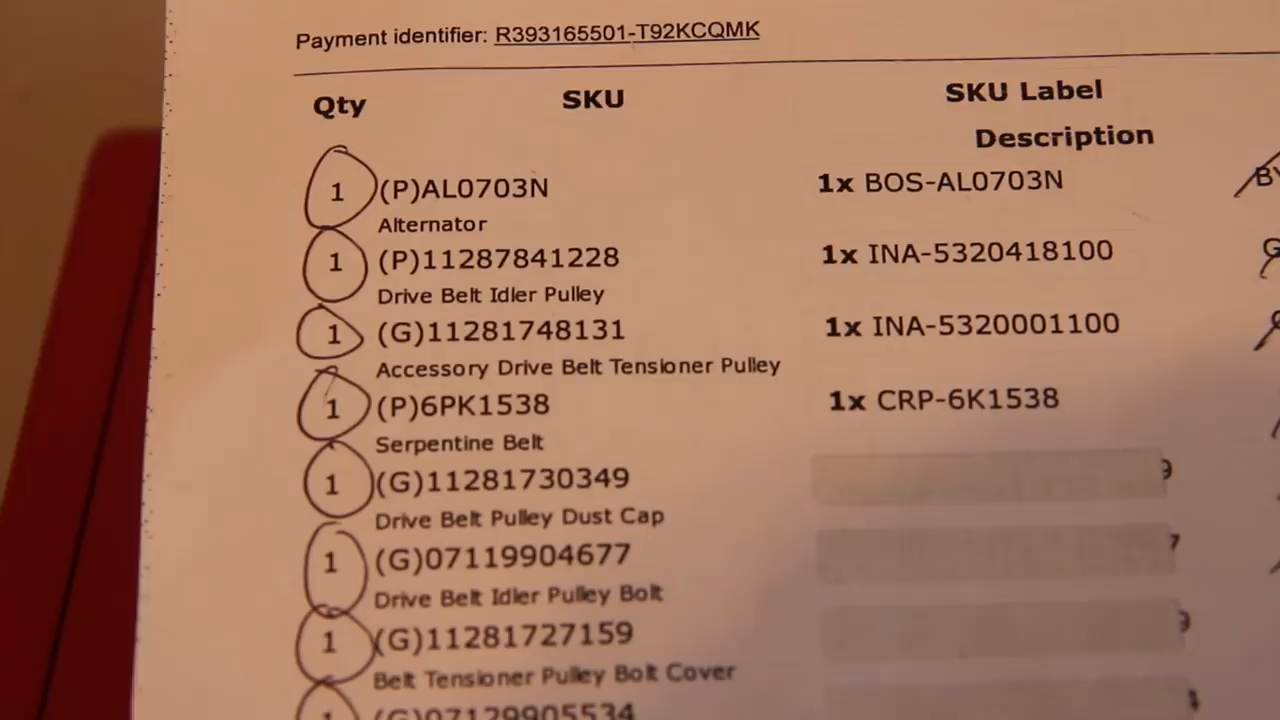 Payment identifier: R393165501-T92KCQMK
Qty SKU SKU Label
Description
1 (P)AL0703N 1x BOS-AL0703N
Alternator
1 (P)11287841228 1x INA-5320418100
Drive Belt Idler Pulley
1 (G)11281748131 1x INA-5320001100
Accessory Drive Belt Tensioner Pulley
1 (P)6PK1538 1x CRP-6K1538
Serpentine Belt
1 (G)11281730349 9
Drive Belt Pulley Dust Cap
1 (G)07119904677 7
Drive Belt Idler Pulley Bolt
1 (G)11281727159 9
Belt Tensioner Pulley Bolt Cover
1 (G)07129905534